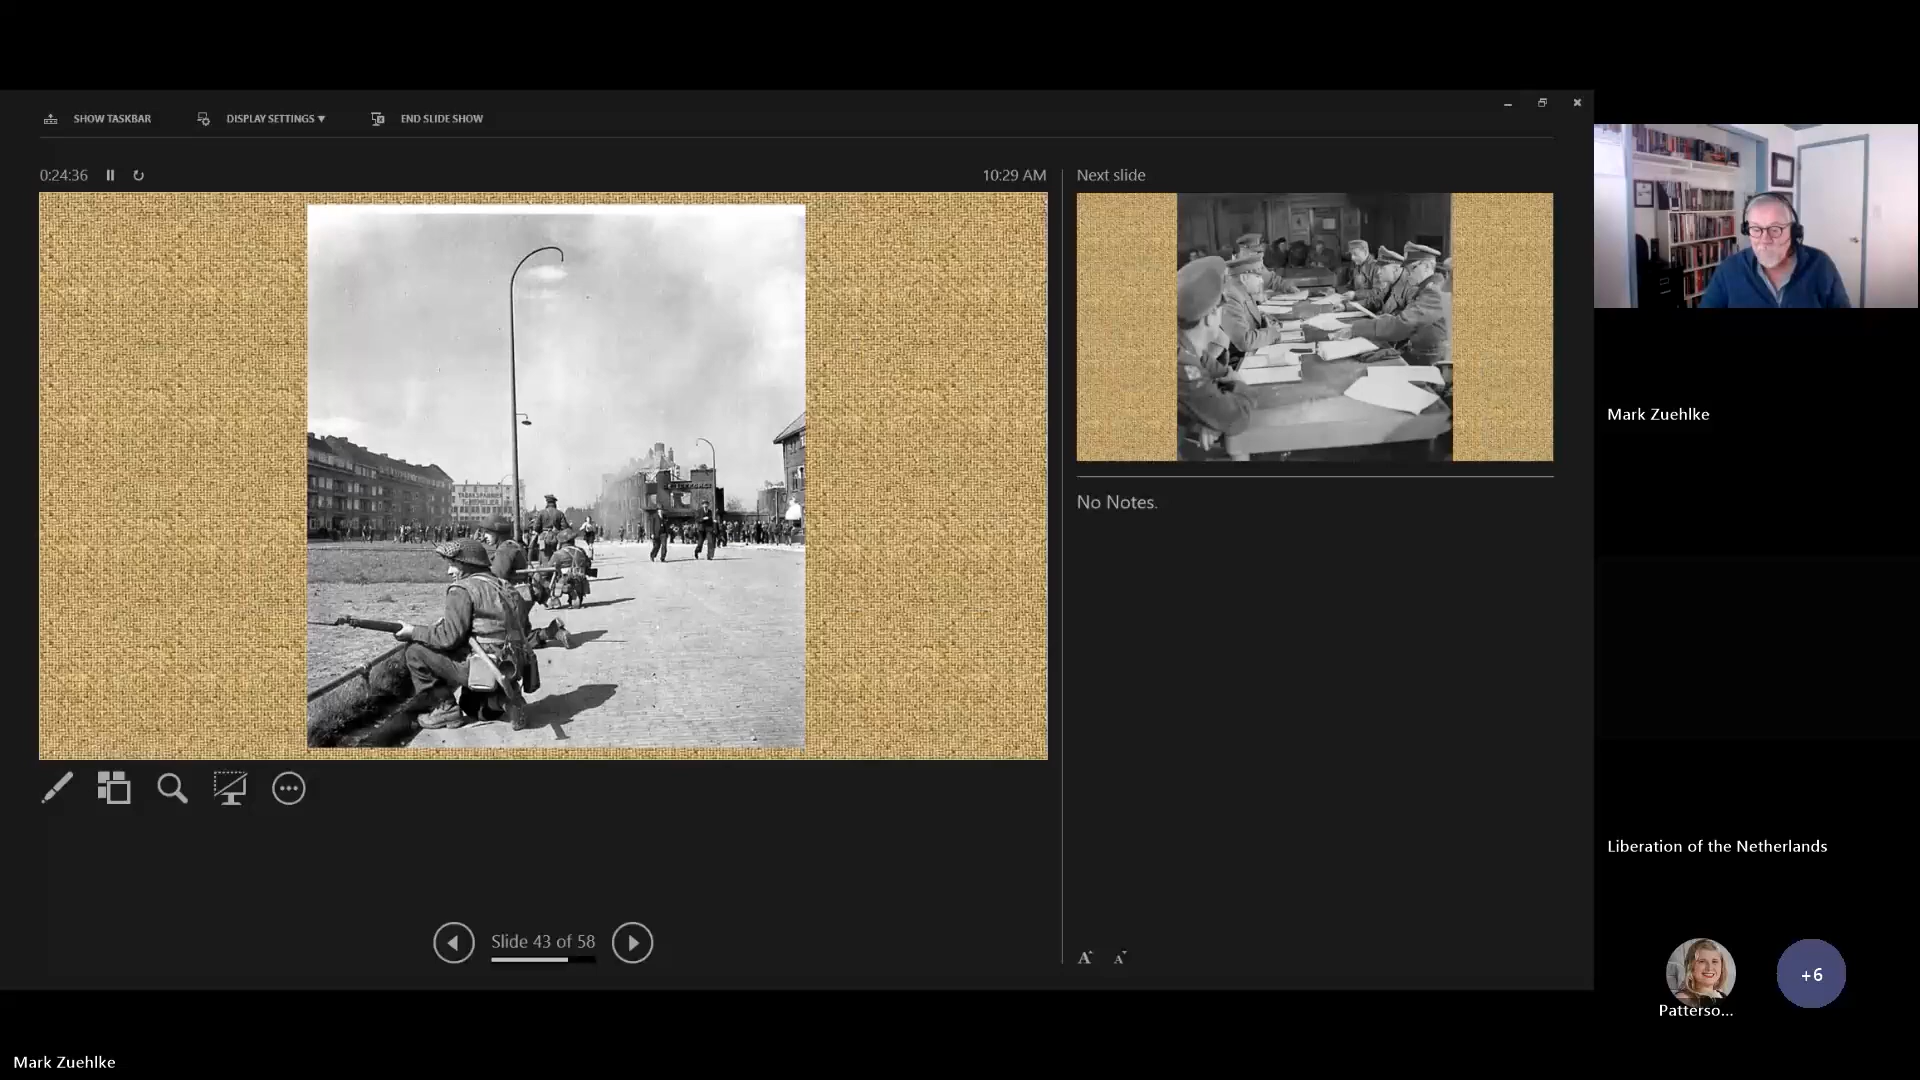 SHOW TASKBAR
DISPLAY SETTINGS ▼
END SLIDE SHOW
0:24:36
10:29 AM
Next slide
TABAKSFABRIEK
No Notes.
Slide 43 of 58
A
A
Mark Zuehlke
Liberation of the Netherlands
+6
Patterso...
Mark Zuehlke